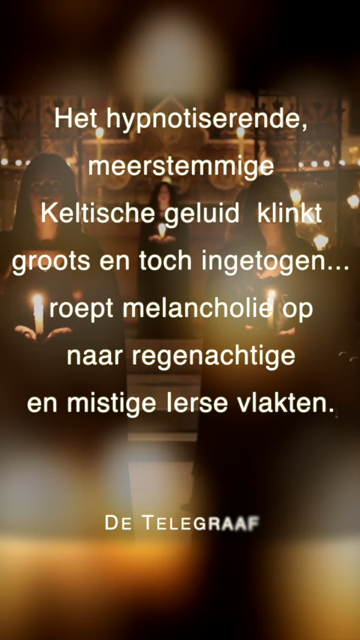 Het hypnotiserende,
meerstemmige
Keltische geluid klinkt
groots en toch ingetogen...
roept melancholie op
naar regenachtige
en mistige Ierse vlakten.
DE TELEGRAAF